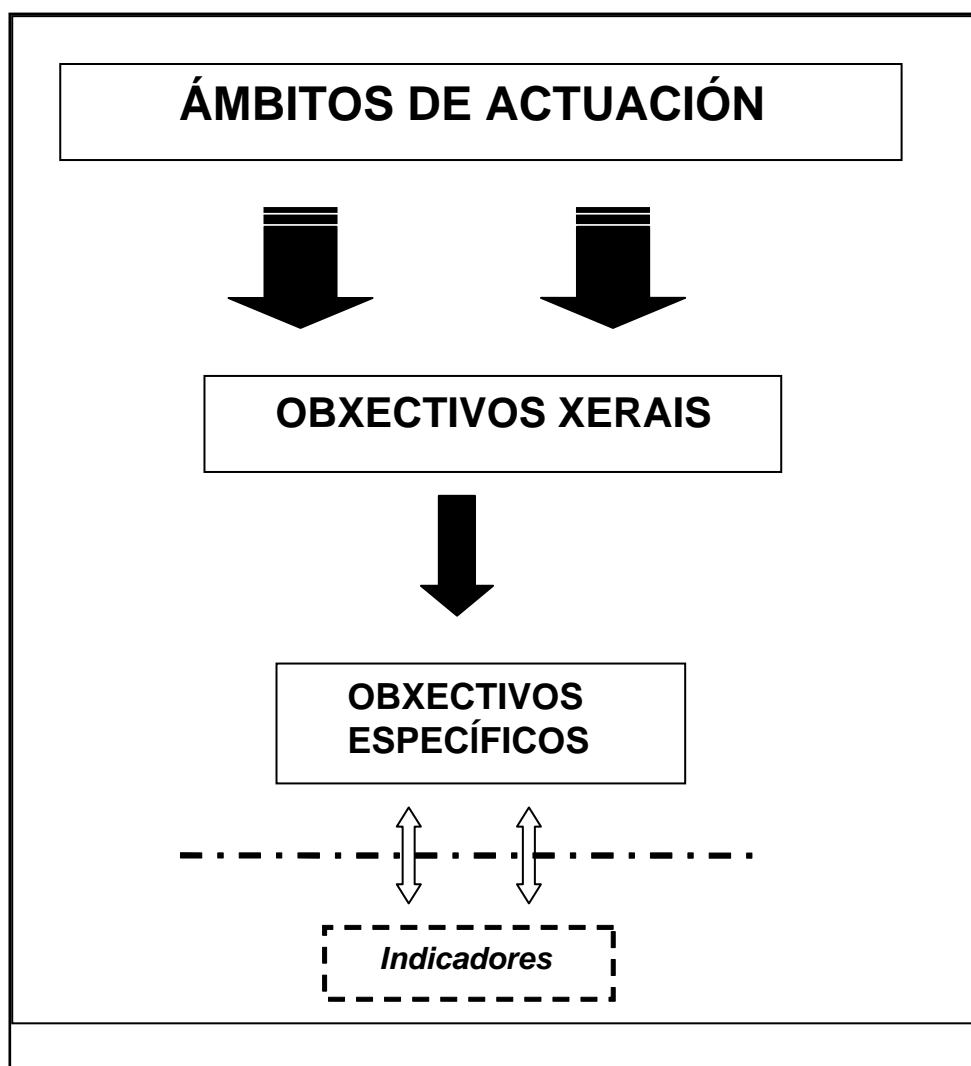 ÁMBITOS DE ACTUACIÓN
OBXECTIVOS XERAIS
OBXECTIVOS
ESPECÍFICOS
Indicadores